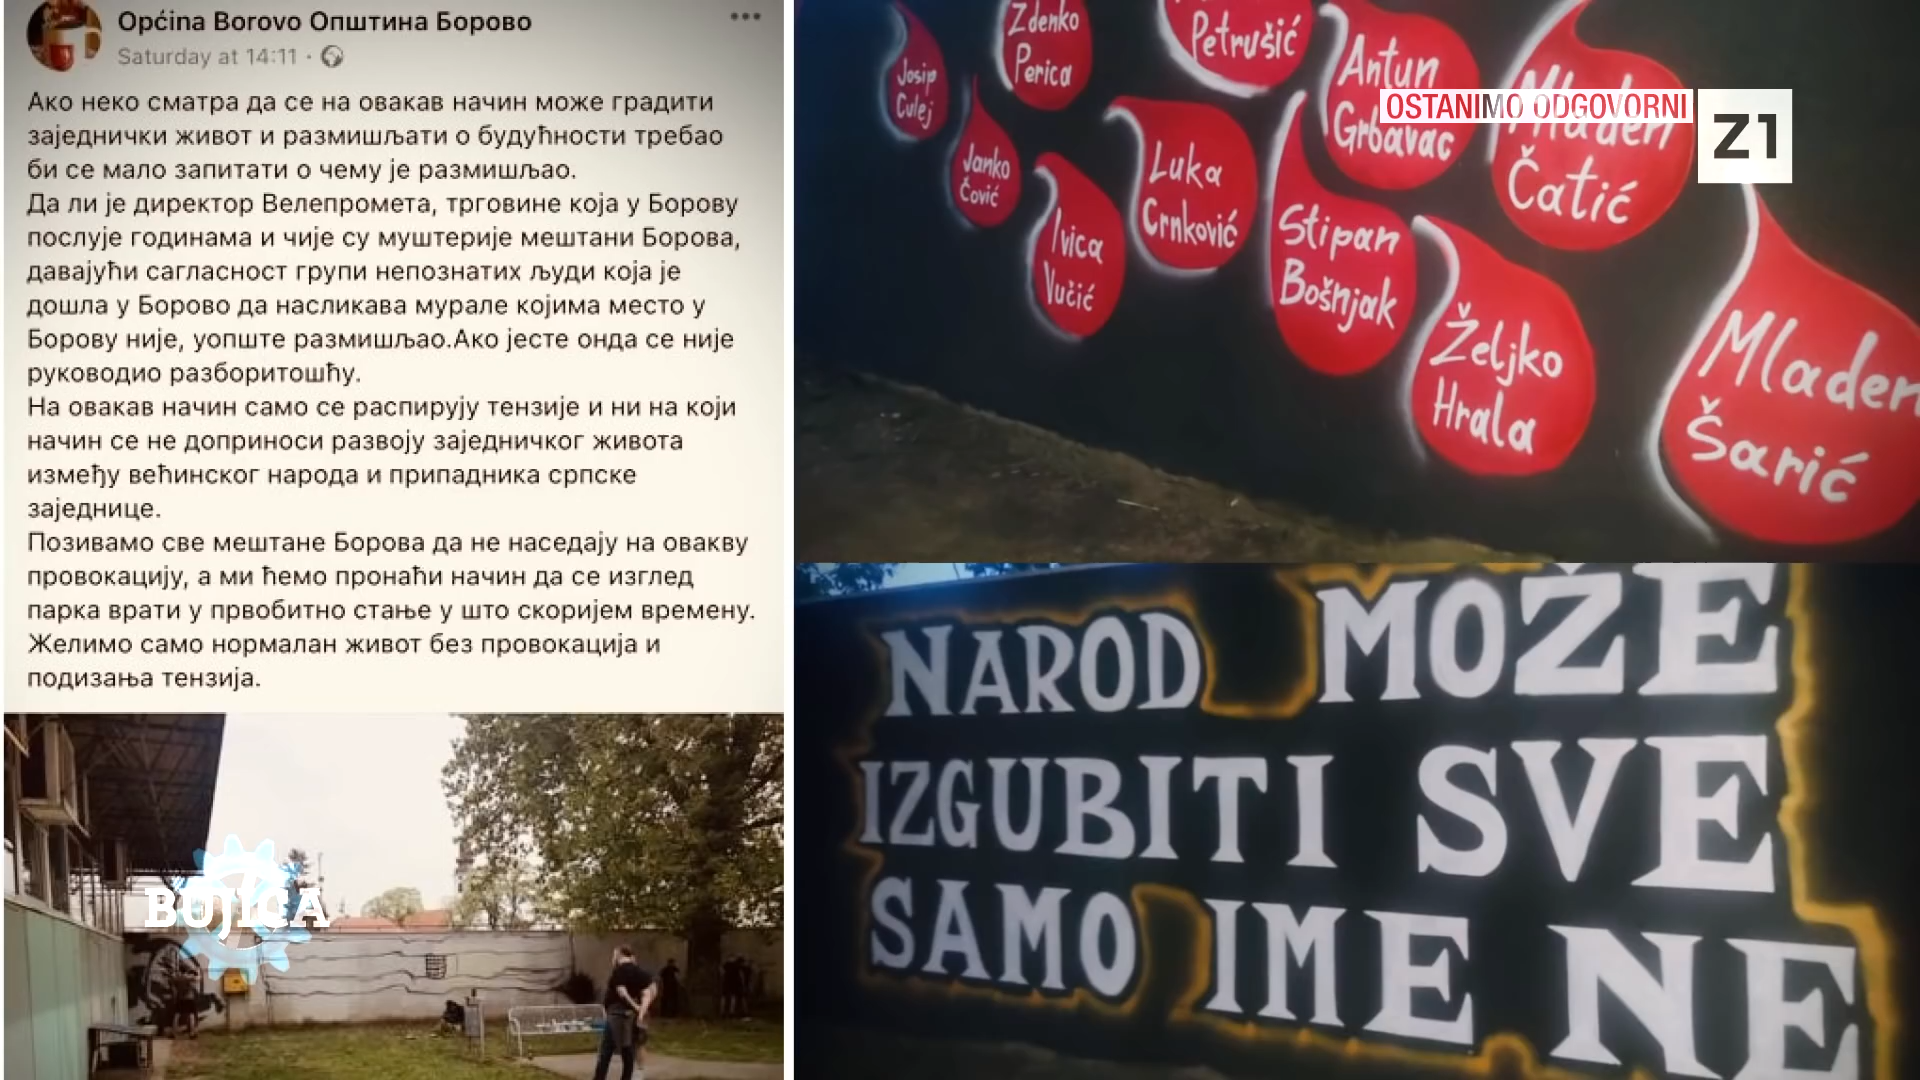 Općina Borovo Општина Борово
Saturday at 14:11 ·
Ако неко сматра да се на овакав начин може градити
заједнички живот и размишљати о будућности требао
би се мало запитати о чему је размишљао.
Да ли је директор Велепромета, трговине која у Борову
послује годинама и чије су муштерије мештани Борова,
давајући сагласност групи непознатих људи која је
дошла у Борово да насликава мурале којима место у
Борову није, уопште размишљао.Ако јесте онда се није
руководио разборитошћу.
На овакав начин само се распирују тензије и ни на који
начин се не доприноси развоју заједничког живота
између већинског народа и припадника српске
заједнице.
Позивамо све мештане Борова да не наседају на овакву
провокацију, а ми ћемо пронаћи начин да се изглед
парка врати у првобитно стање у што скоријем времену.
Желимо само нормалан живот без провокација и
подизања тензија.
BUJICA
Josip
Culej
Zdenko
Perica
Petrušić
Antun
Grbavac
Mladen
Čatić
Janko
Čović
Ivica
Vučić
Luka
Crnković
Stipan
Bošnjak
Željko
Hrala
Mladen
Šarić
OSTANIMO ODGOVORNI
Z1
NAROD MOŽE
IZGUBITI SVE
SAMO IME NE